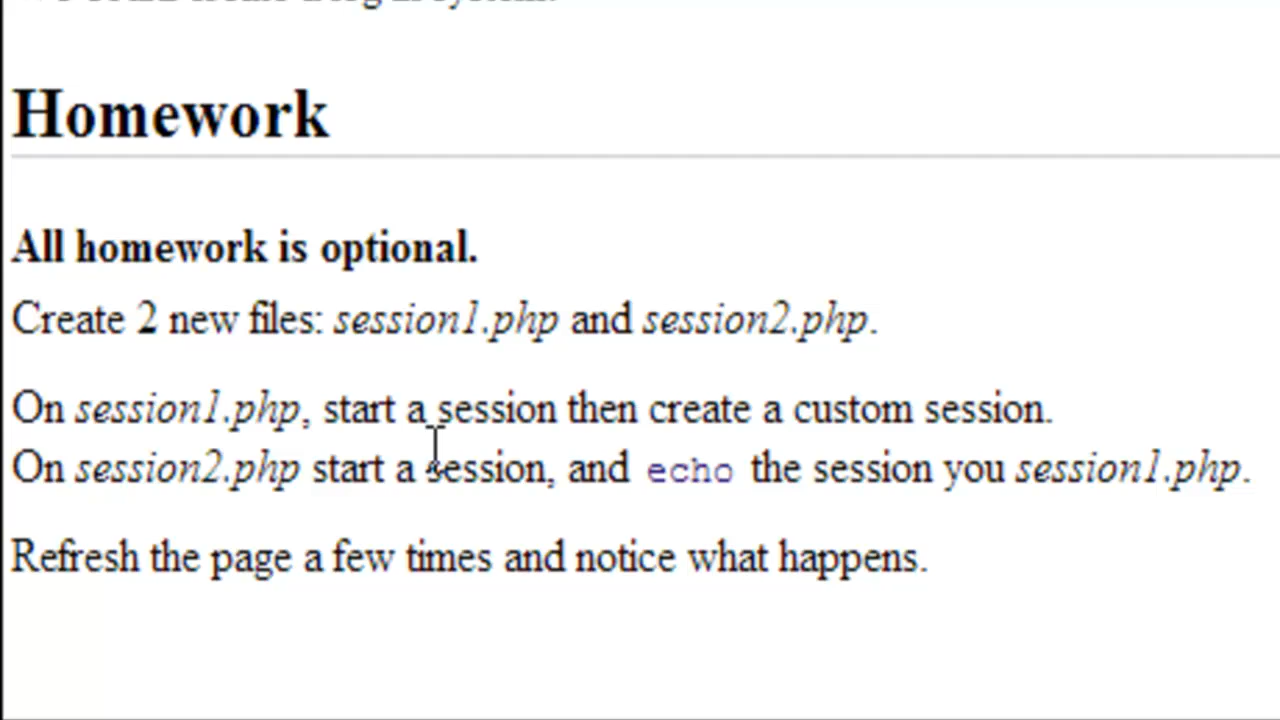 Homework
All homework is optional.
Create 2 new files: session1.php and session2.php.
On session1.php, start a session then create a custom session.
On session2.php start a session, and echo the session you session1.php.
Refresh the page a few times and notice what happens.